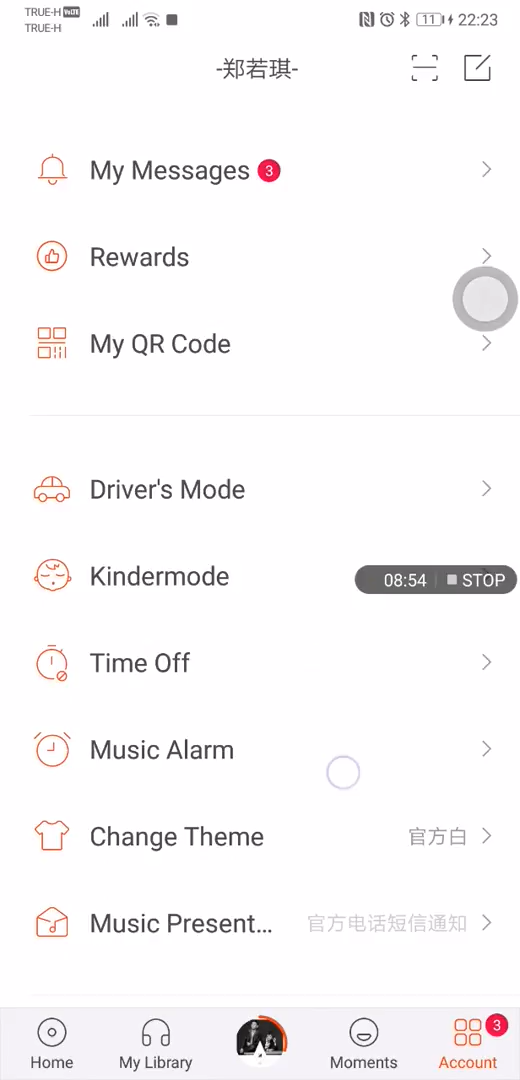 TRUE-H VoLTE
TRUE-H
11
22:23
-郑若琪-
My Messages 3
Rewards
My QR Code
Driver's Mode
Kindermode
08:54 STOP
Time Off
Music Alarm
Change Theme 官方白
Music Present... 官方电话短信通知
3
Home My Library Moments Account